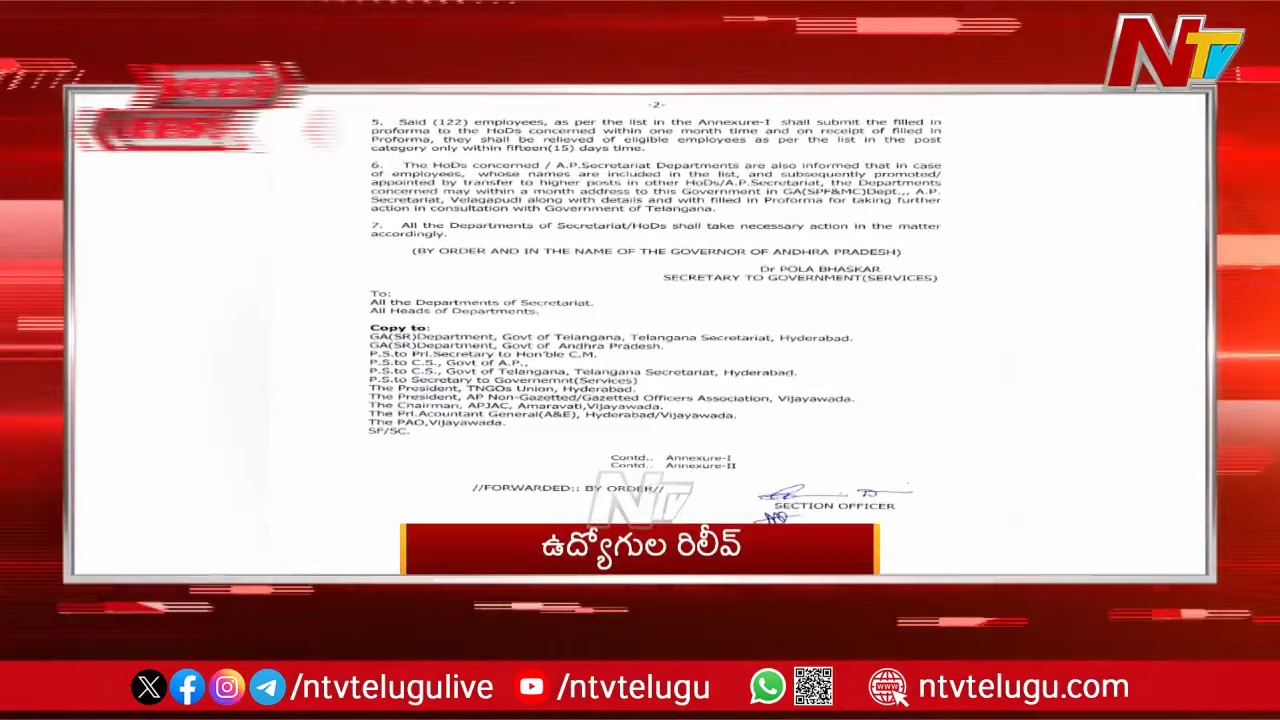 NTV
-2-
5. Said (122) employees, as per the list in the Annexure-I shall submit the filled in
proforma to the HoDs concerned within one month time and on receipt of filled in
Proforma, they shall be relieved of eligible employees as per the list in the post
category only within fifteen(15) days time.
6. The HoDs concerned / A.P.Secretariat Departments are also informed that in case
of employees, whose names are included in the list, and subsequently promoted/
appointed by transfer to higher posts in other HoDs/A.P.Secretariat, the Departments
concerned may within a month address to this Government in GA(SPF&MC)Dept.,, A.P.
Secretariat, Velagapudi along with details and with filled in Proforma for taking further
action in consultation with Government of Telangana.
7. All the Departments of Secretariat/HoDs shall take necessary action in the matter
accordingly.
(BY ORDER AND IN THE NAME OF THE GOVERNOR OF ANDHRA PRADESH)
Dr POLA BHASKAR
SECRETARY TO GOVERNMENT(SERVICES)
To:
All the Departments of Secretariat.
All Heads of Departments.
Copy to:
GA(SR)Department, Govt of Telangana, Telangana Secretariat, Hyderabad.
GA(SR)Department, Govt of Andhra Pradesh.
P.S.to Prl.Secretary to Hon'ble C.M.
P.S.to C.S., Govt of A.P.,
P.S.to C.S., Govt of Telangana, Telangana Secretariat, Hyderabad.
P.S.to Secretary to Governemnt(Services)
The President, TNGOs Union, Hyderabad.
The President, AP Non-Gazetted/Gazetted Officers Association, Vijayawada.
The Chairman, APJAC, Amaravati,Vijayawada.
The Prl.Acountant General(A&E), Hyderabad/Vijayawada.
The PAO,Vijayawada.
SF/SC.
Contd.. Annexure-I
Contd.. Annexure-II
//FORWARDED:: BY ORDER//
NTV
SECTION OFFICER
ఉద్యోగుల రిలీవ్
/ntvtelugulive
/ntvtelugu
www
ntvtelugu.com